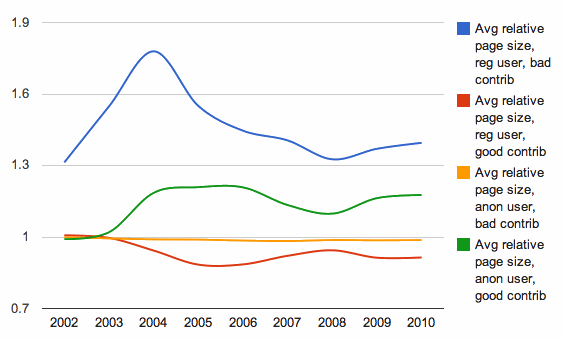 1.9
1.6
1.3
1
0.7
2002 2003 2004 2005 2006 2007 2008 2009 2010
Avg relative
page size,
reg user, bad
contrib
Avg relative
page size,
reg user,
good contrib
Avg relative
page size,
anon user,
bad contrib
Avg relative
page size,
anon user,
good contrib